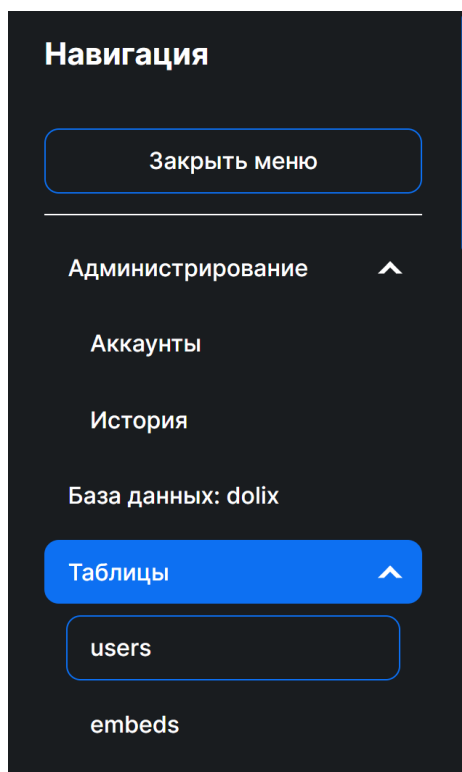 Навигация
Закрыть меню
Администрирование
Аккаунты
История
База данных: dolix
Таблицы
users
embeds